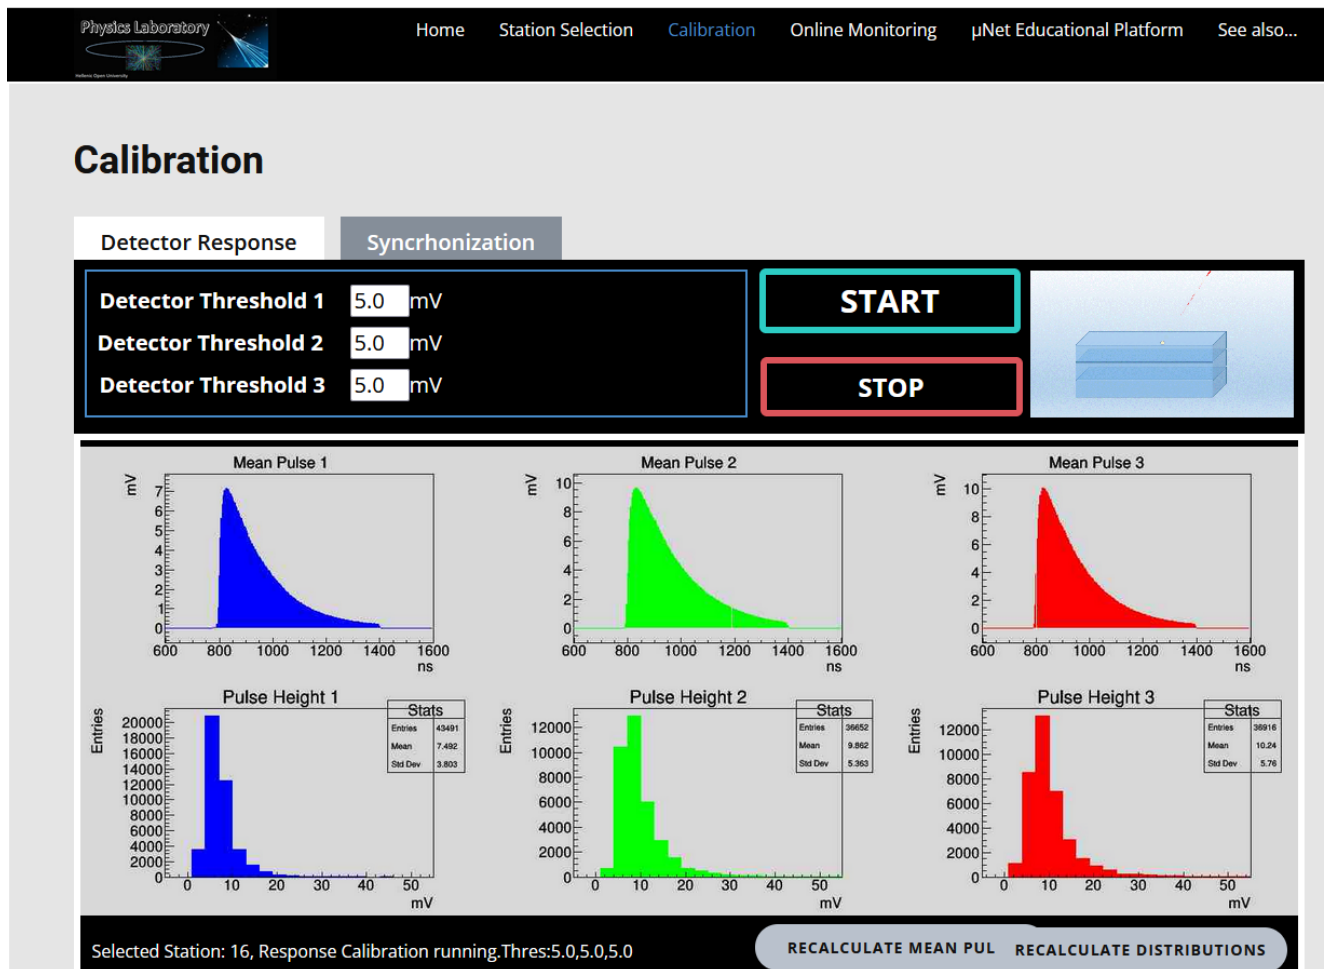 Physics Laboratory
Hellenic Open University
Home Station Selection Calibration Online Monitoring µNet Educational Platform See also...
Calibration
Detector Response Syncrhonization
Detector Threshold 1 5.0 mV
Detector Threshold 2 5.0 mV
Detector Threshold 3 5.0 mV
START
STOP
Mean Pulse 1
mV
7
6
5
4
3
2
1
0
600 800 1000 1200 1400 1600
ns
Mean Pulse 2
mV
10
8
6
4
2
0
600 800 1000 1200 1400 1600
ns
Mean Pulse 3
mV
10
8
6
4
2
0
600 800 1000 1200 1400 1600
ns
Pulse Height 1
Entries
20000
18000
16000
14000
12000
10000
8000
6000
4000
2000
0
0 10 20 30 40 50
mV
Stats
Entries 43491
Mean 7.492
Std Dev 3.803
Pulse Height 2
Entries
12000
10000
8000
6000
4000
2000
0
0 10 20 30 40 50
mV
Stats
Entries 36652
Mean 9.862
Std Dev 5.363
Pulse Height 3
Entries
12000
10000
8000
6000
4000
2000
0
0 10 20 30 40 50
mV
Stats
Entries 36916
Mean 10.24
Std Dev 5.76
Selected Station: 16, Response Calibration running.Thres:5.0,5.0,5.0
RECALCULATE MEAN PUL
RECALCULATE DISTRIBUTIONS